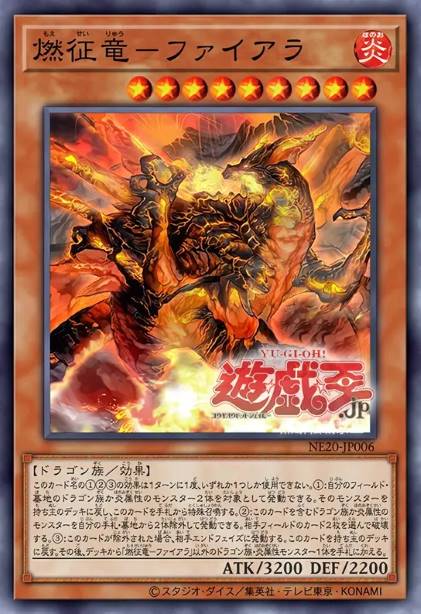 燃征竜－ファイアラ
炎
YU-GI-OH!
遊戯王.jp
NE20-JP006
【ドラゴン族／効果】
このカード名の①②③の効果は1ターンに1度、いずれか1つしか使用できない。①:自分のフィールド・
墓地のドラゴン族か炎属性のモンスター2体を対象として発動できる。そのモンスターを
持ち主のデッキに戻し、このカードを手札から特殊召喚する。②:このカードを含むドラゴン族か炎属性の
モンスターを自分の手札・墓地から2体除外して発動できる。相手フィールドのカード2枚を選んで破壊
する。③:このカードが除外された場合、相手エンドフェイズに発動する。このカードを持ち主のデッキ
に戻す。その後、デッキから「燃征竜－ファイアラ」以外のドラゴン族・炎属性モンスター1体を手札に加える。
ATK/3200 DEF/2200
©スタジオ・ダイス/集英社・テレビ東京・KONAMI